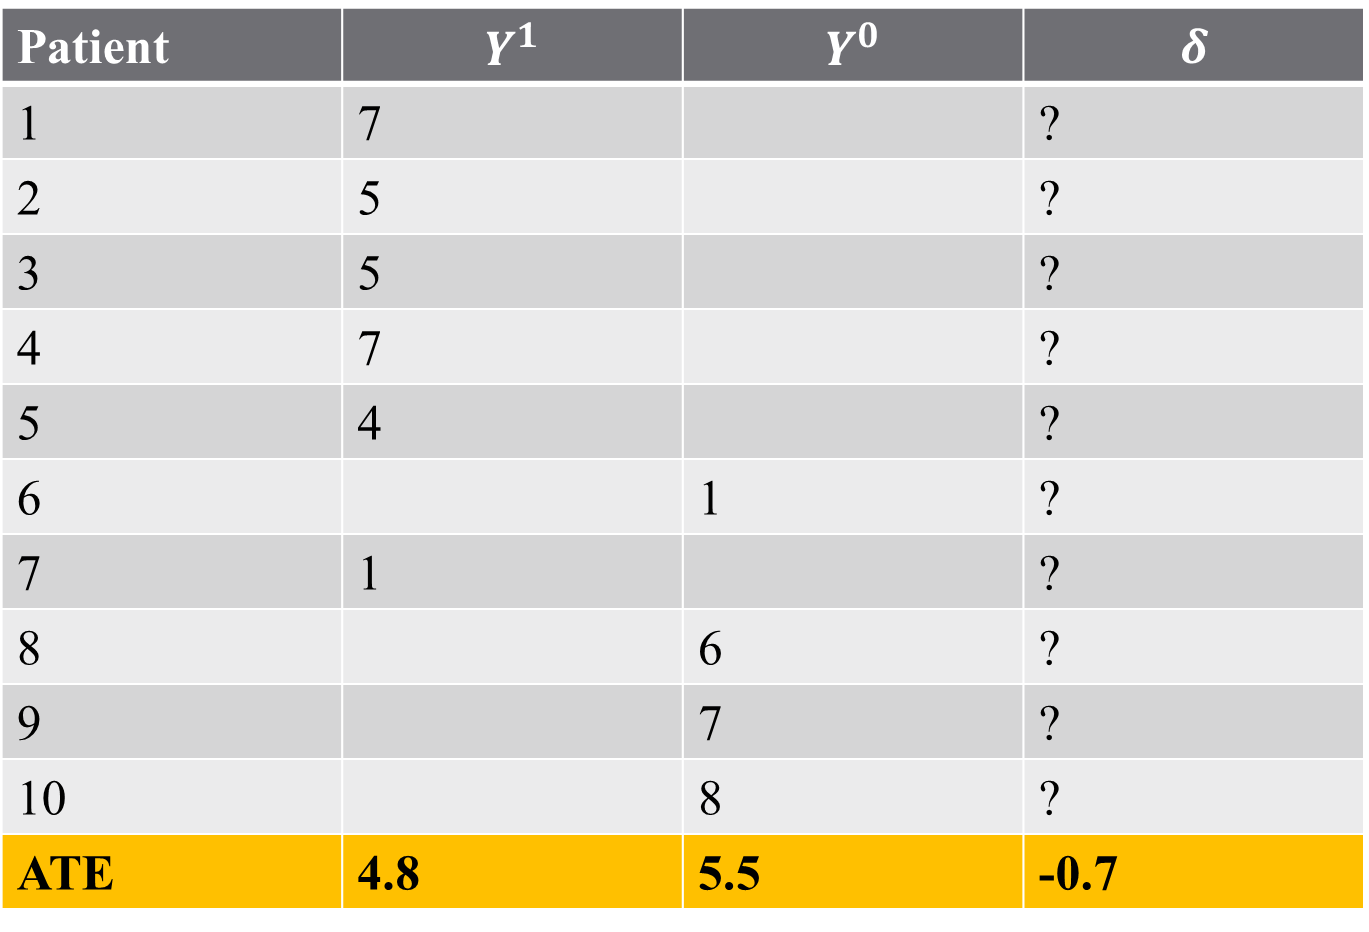 Patient Y¹ Y⁰ δ
1 7 ?
2 5 ?
3 5 ?
4 7 ?
5 4 ?
6 1 ?
7 1 ?
8 6 ?
9 7 ?
10 8 ?
ATE 4.8 5.5 -0.7